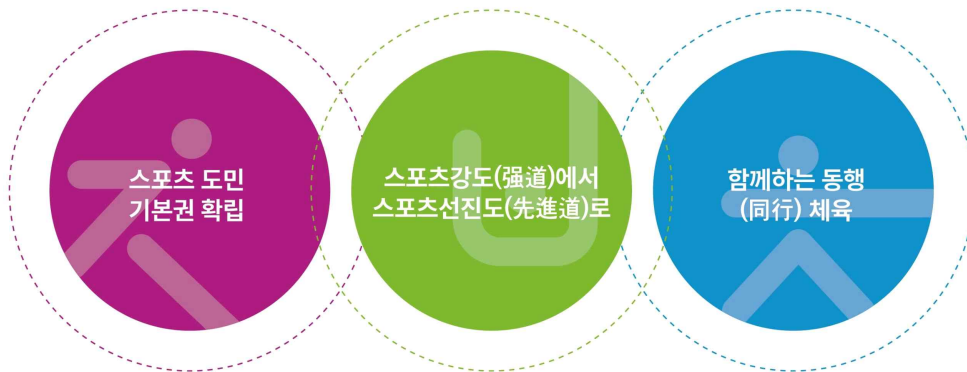 스포츠 도민
기본권 확립
스포츠강도(强道)에서
스포츠선진도(先進道)로
함께하는 동행
(同行) 체육